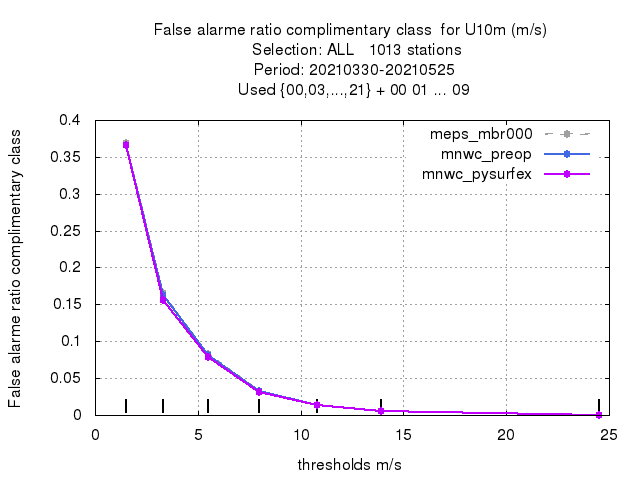 False alarme ratio complimentary class  for U10m (m/s)
Selection: ALL   1013 stations
Period: 20210330-20210525
Used {00,03,...,21} + 00 01 ... 09
False alarme ratio complimentary class
0.4
0.35
0.3
0.25
0.2
0.15
0.1
0.05
0
meps_mbr000
mnwc_preop
mnwc_pysurfex
0 5 10 15 20 25
thresholds m/s